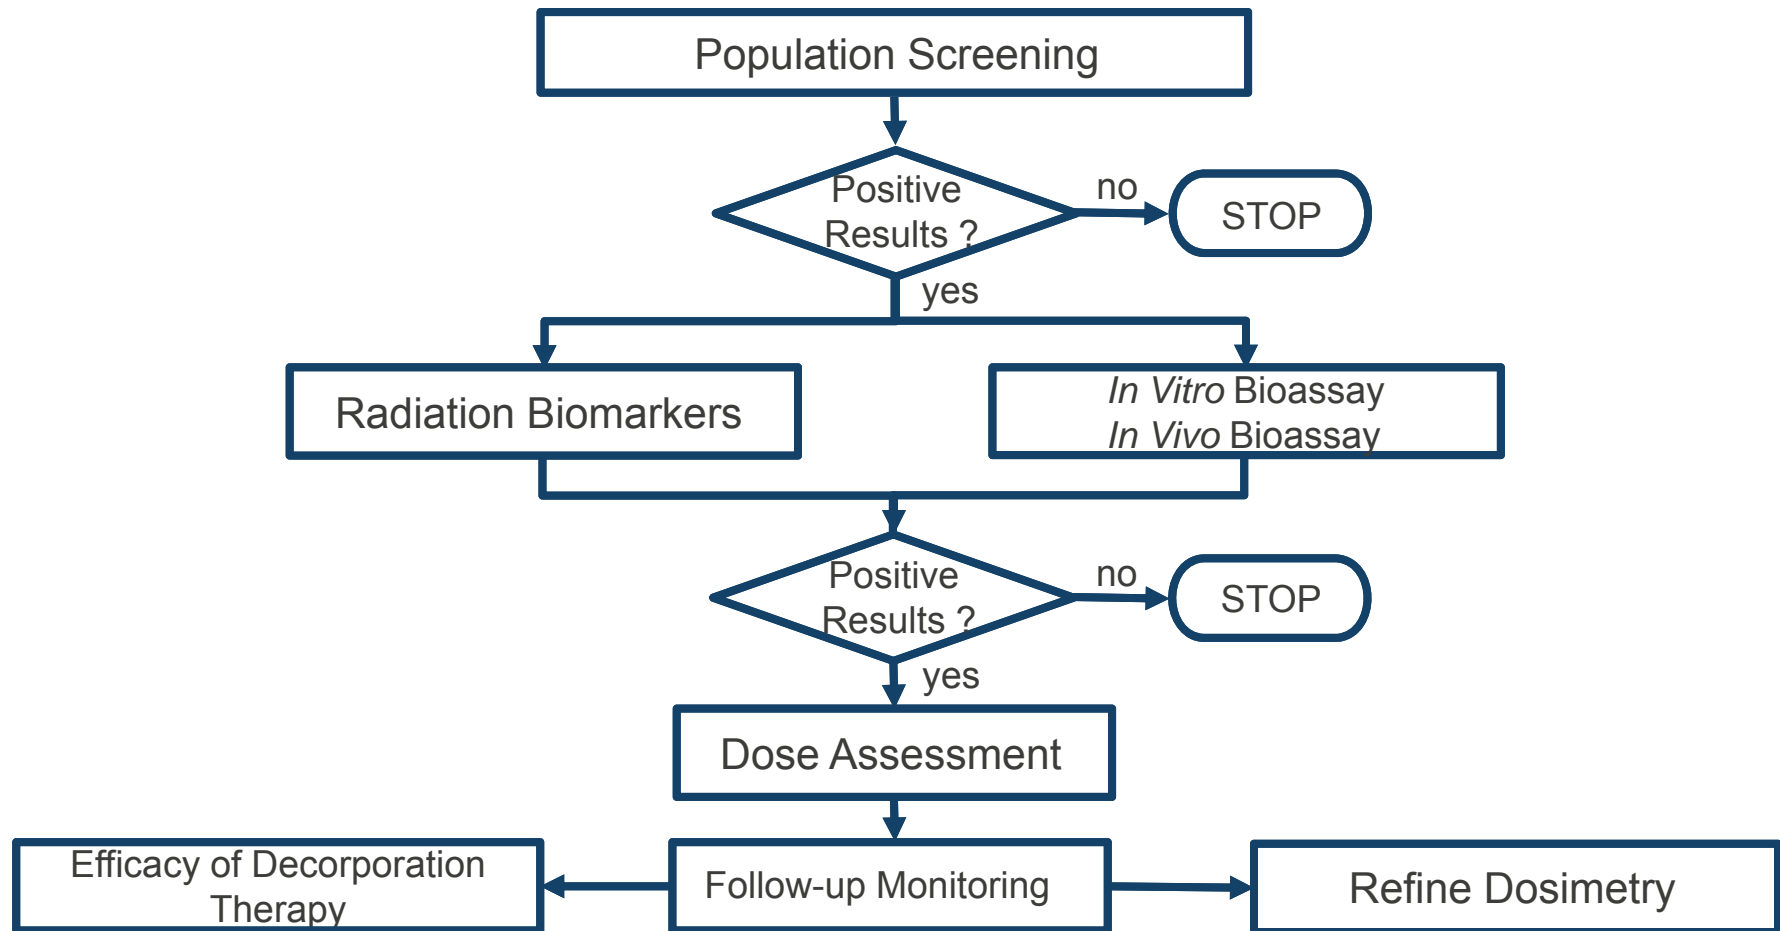 Population Screening
Positive
Results ?
no
STOP
yes
Radiation Biomarkers
In Vitro Bioassay
In Vivo Bioassay
Positive
Results ?
no
STOP
yes
Dose Assessment
Efficacy of Decorporation
Therapy
Follow-up Monitoring
Refine Dosimetry